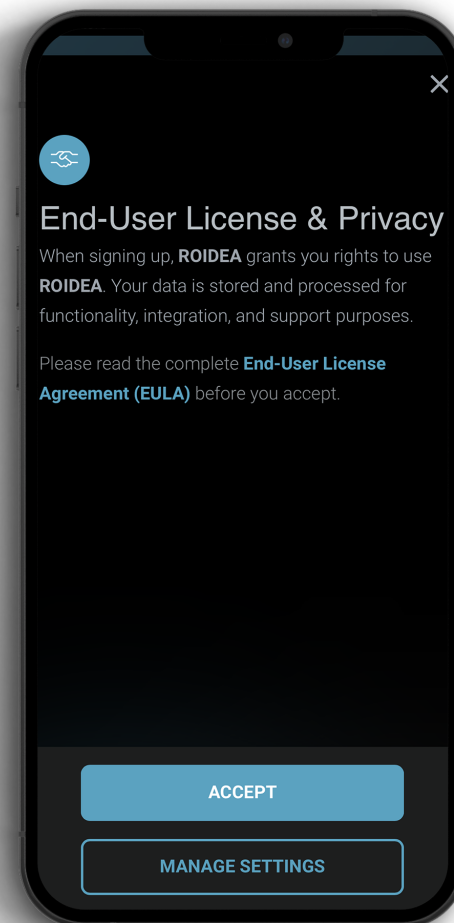 End-User License & Privacy
When signing up, ROIDEA grants you rights to use
ROIDEA. Your data is stored and processed for
functionality, integration, and support purposes.
Please read the complete End-User License
Agreement (EULA) before you accept.
ACCEPT
MANAGE SETTINGS